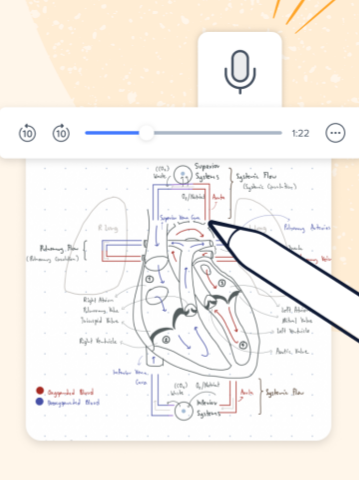 10
10
1:22
(CO₂)
Waste
Superior
Systems
Systemic Flow
(Systemic Circulation)
O₂/Nutrient
Aorta
Superior Vena Cava
R Lung
Pulmonary Arteries
Pulmonary Flow
(Pulmonary Circulation)
Right Atrium
Pulmonary Valve
Tricuspid Valve
Right Ventricle
Left Atrium
Mitral Valve
Left Ventricle
Aortic Valve
Inferior Vena
Cava
(CO₂)
Waste
O₂/Nutrient
Aorta
Systemic Flow
Inferior
Systems
Oxygenated Blood
Deoxygenated Blood